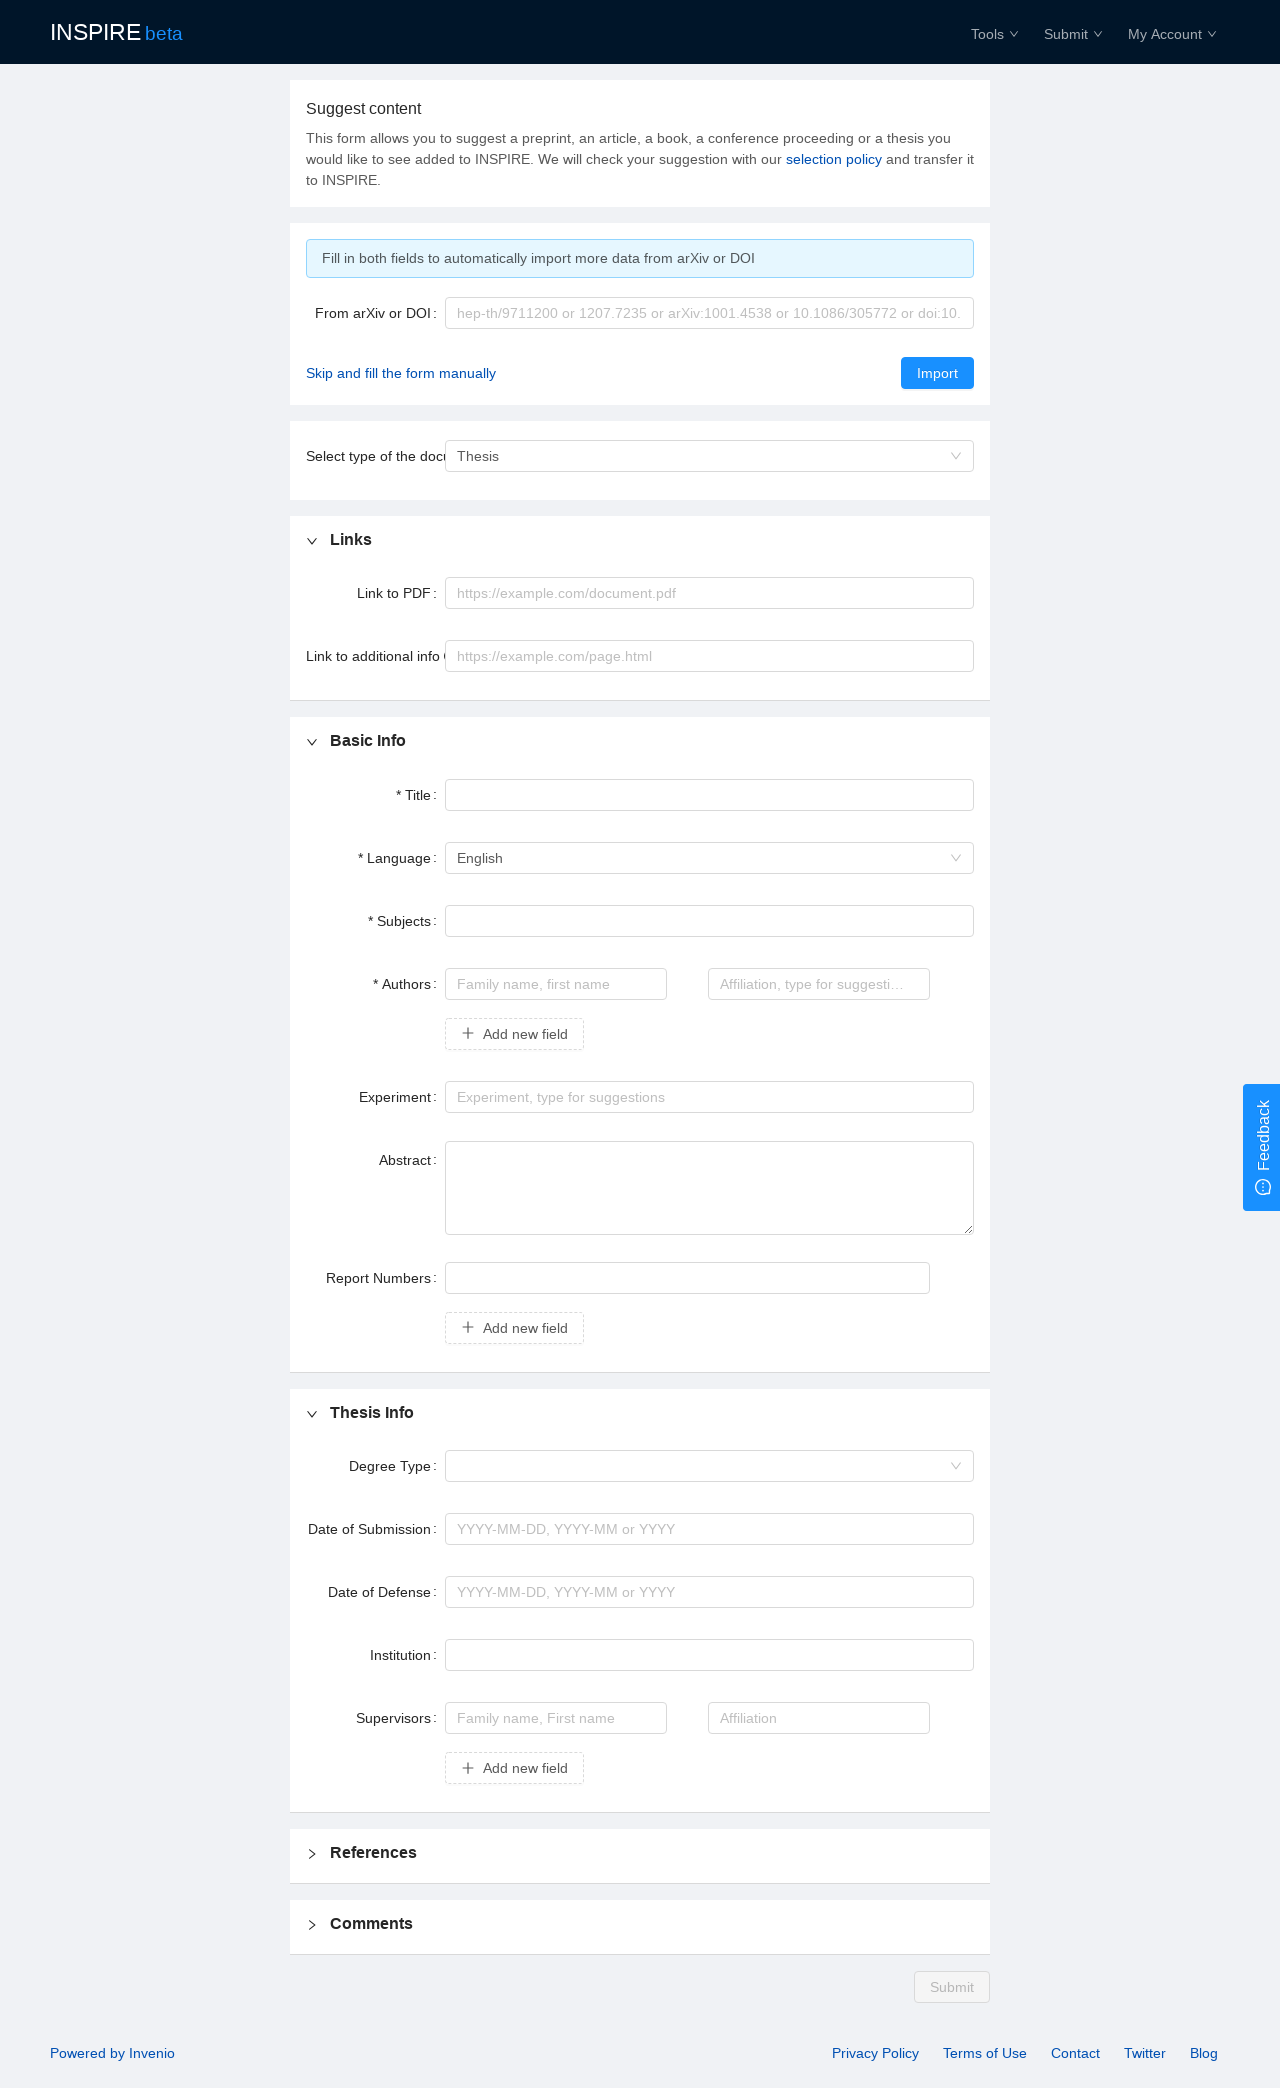 INSPIRE beta
Tools
Submit
My Account
Suggest content
This form allows you to suggest a preprint, an article, a book, a conference proceeding or a thesis you
would like to see added to INSPIRE. We will check your suggestion with our selection policy and transfer it
to INSPIRE.
Fill in both fields to automatically import more data from arXiv or DOI
From arXiv or DOI : hep-th/9711200 or 1207.7235 or arXiv:1001.4538 or 10.1086/305772 or doi:10.
Skip and fill the form manually
Import
Select type of the docu Thesis
Links
Link to PDF : https://example.com/document.pdf
Link to additional info https://example.com/page.html
Basic Info
* Title :
* Language : English
* Subjects :
* Authors : Family name, first name Affiliation, type for suggesti...
Add new field
Experiment : Experiment, type for suggestions
Feedback
Abstract :
Report Numbers :
Add new field
Thesis Info
Degree Type :
Date of Submission : YYYY-MM-DD, YYYY-MM or YYYY
Date of Defense : YYYY-MM-DD, YYYY-MM or YYYY
Institution :
Supervisors : Family name, First name Affiliation
Add new field
References
Comments
Submit
Powered by Invenio
Privacy Policy
Terms of Use
Contact
Twitter
Blog